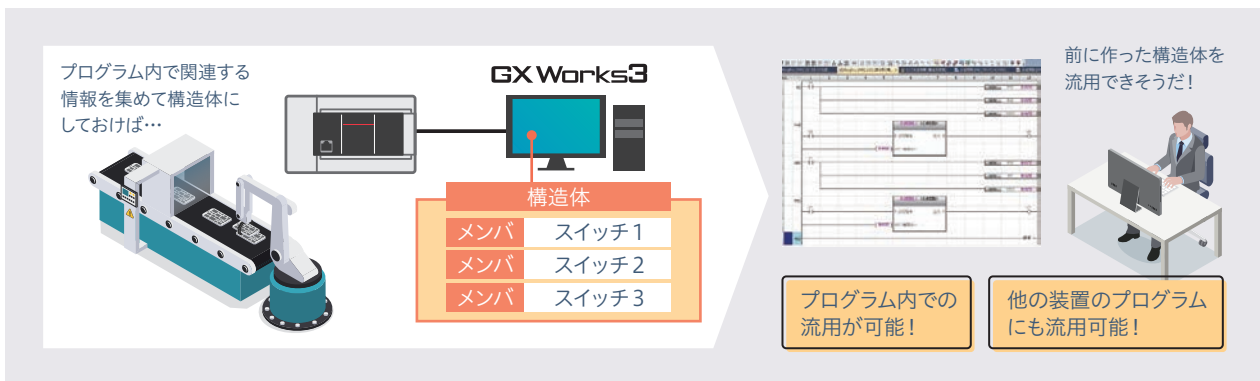 プログラム内で関連する
情報を集めて構造体に
しておけば…
GX Works3
構造体
メンバ スイッチ1
メンバ スイッチ2
メンバ スイッチ3
前に作った構造体を
流用できそうだ！
プログラム内での
流用が可能！
他の装置のプログラム
にも流用可能！